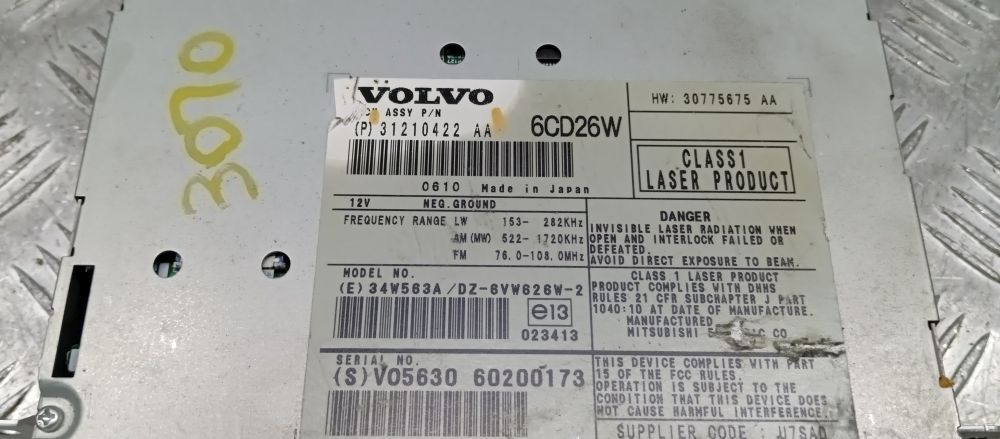 3010
VOLVO
ASSY P/N
(P) 31210422 AA
6CD26W
HW: 30775675 AA
CLASS1
LASER PRODUCT
0610 Made in Japan
12V NEG.GROUND
FREQUENCY RANGE LW 153- 282KHz
AM(MW) 522- 1720KHz
FM 76.0-108.0MHz
DANGER
INVISIBLE LASER RADIATION WHEN
OPEN AND INTERLOCK FAILED OR
DEFEATED.
AVOID DIRECT EXPOSURE TO BEAM.
MODEL NO.
(E) 34W563A/DZ-6VW626W-2
e13
023413
CLASS 1 LASER PRODUCT
PRODUCT COMPLIES WITH DHHS
RULES 21 CFR SUBCHAPTER J PART
1040:10 AT DATE OF MANUFACTURE.
MANUFACTURED
MITSUBISHI CO
SERIAL NO.
(S)V05630 60200173
THIS DEVICE COMPLIES WITH PART
15 OF THE FCC RULES.
OPERATION IS SUBJECT TO THE
CONDITION THAT THIS DEVICE DOES
NOT CAUSE HARMFUL INTERFERENCE.
SUPPLIER CODE :